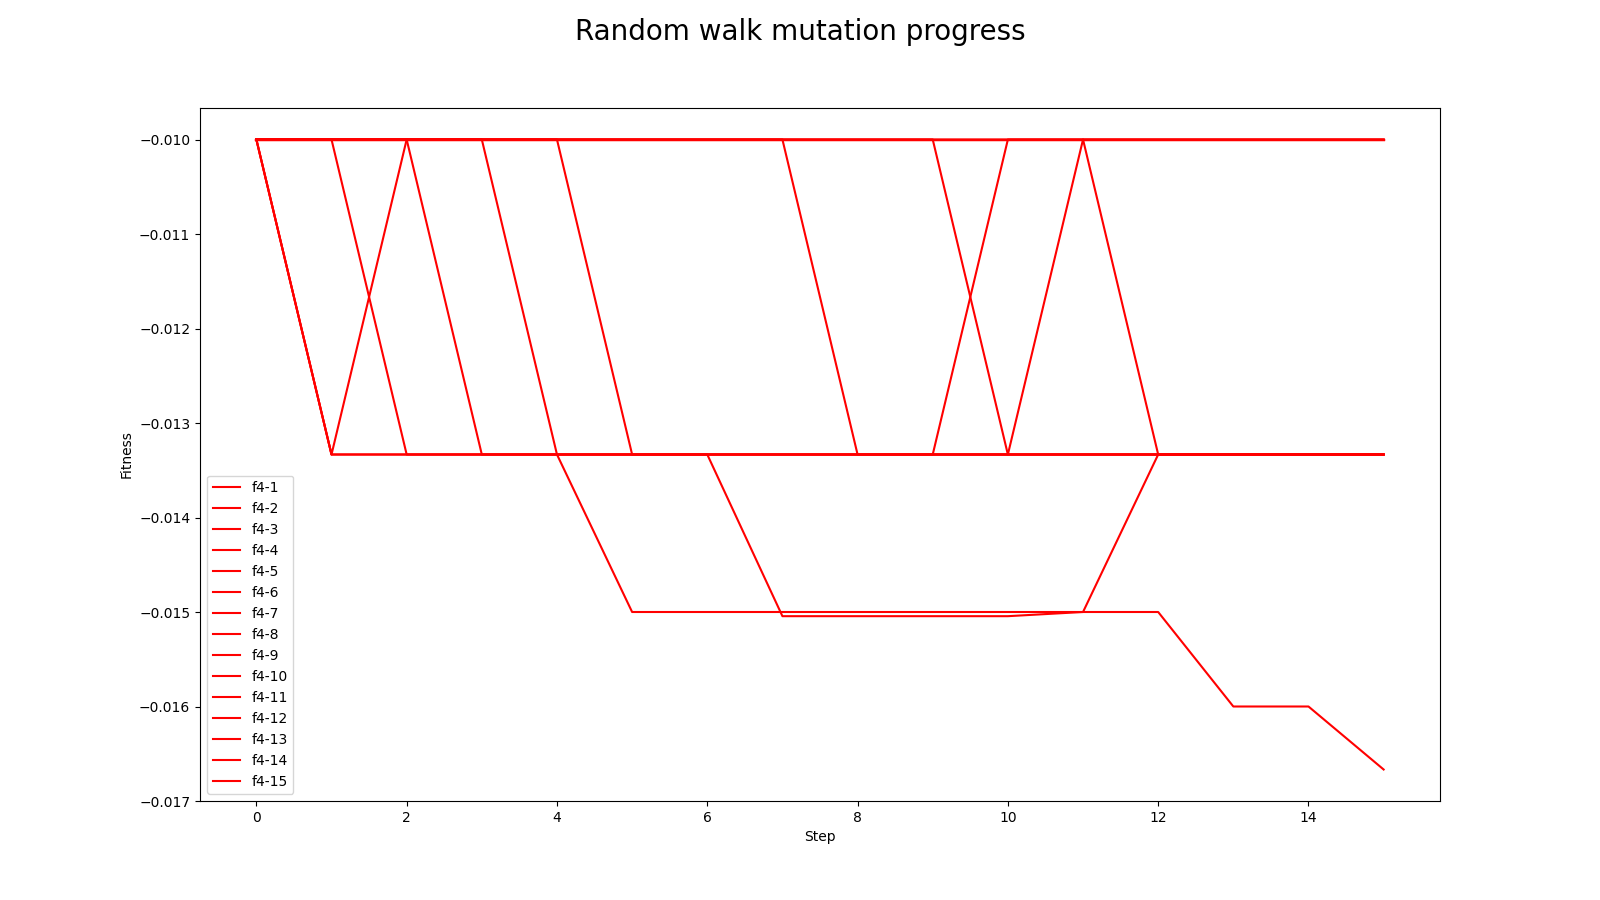 Random walk mutation progress
−0.010
−0.011
−0.012
−0.013
−0.014
−0.015
−0.016
−0.017
Fitness
f4-1
f4-2
f4-3
f4-4
f4-5
f4-6
f4-7
f4-8
f4-9
f4-10
f4-11
f4-12
f4-13
f4-14
f4-15
0 2 4 6 8 10 12 14
Step